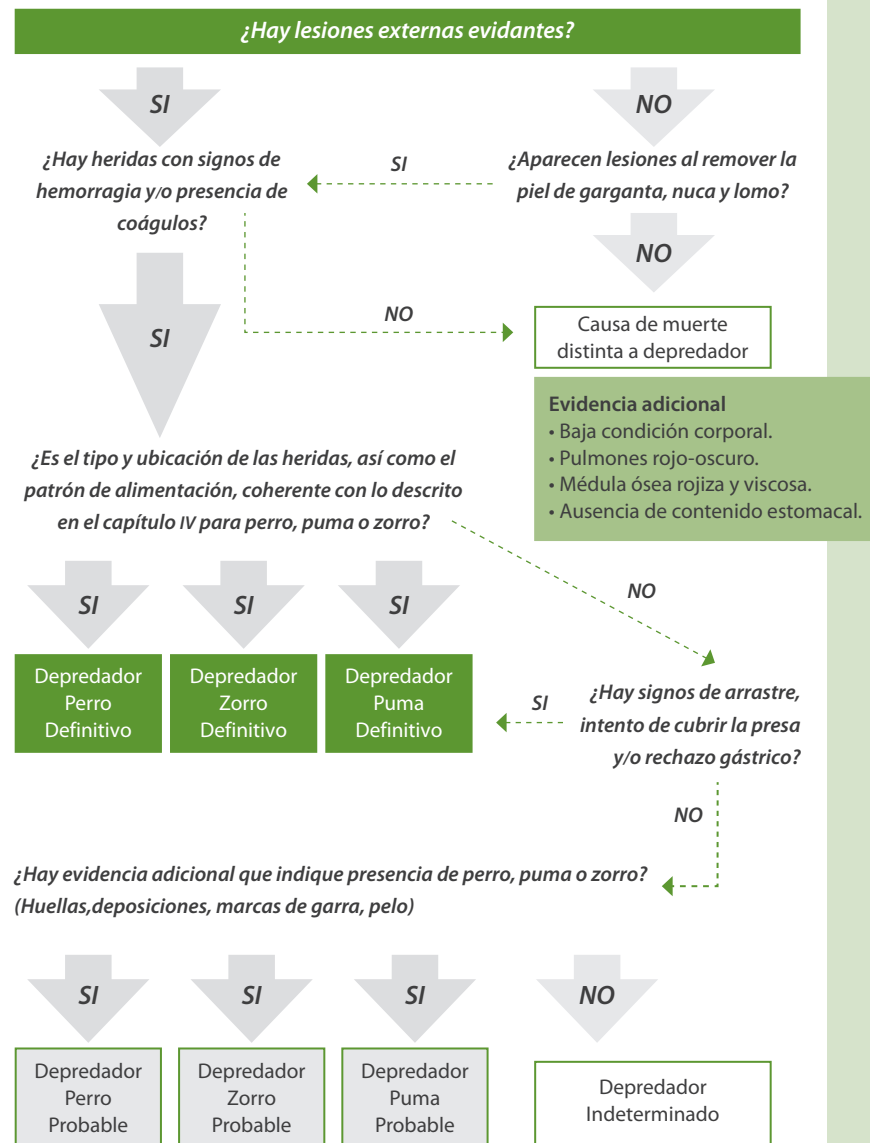 ¿Hay lesiones externas evidantes?
SI
NO
¿Hay heridas con signos de
hemorragia y/o presencia de
coágulos?
SI
¿Aparecen lesiones al remover la
piel de garganta, nuca y lomo?
NO
SI
NO
Causa de muerte
distinta a depredador
Evidencia adicional
• Baja condición corporal.
• Pulmones rojo-oscuro.
• Médula ósea rojiza y viscosa.
• Ausencia de contenido estomacal.
¿Es el tipo y ubicación de las heridas, así como el
patrón de alimentación, coherente con lo descrito
en el capítulo IV para perro, puma o zorro?
NO
SI
SI
SI
Depredador
Perro
Definitivo
Depredador
Zorro
Definitivo
Depredador
Puma
Definitivo
SI
¿Hay signos de arrastre,
intento de cubrir la presa
y/o rechazo gástrico?
NO
¿Hay evidencia adicional que indique presencia de perro, puma o zorro?
(Huellas,deposiciones, marcas de garra, pelo)
SI
SI
SI
NO
Depredador
Perro
Probable
Depredador
Zorro
Probable
Depredador
Puma
Probable
Depredador
Indeterminado